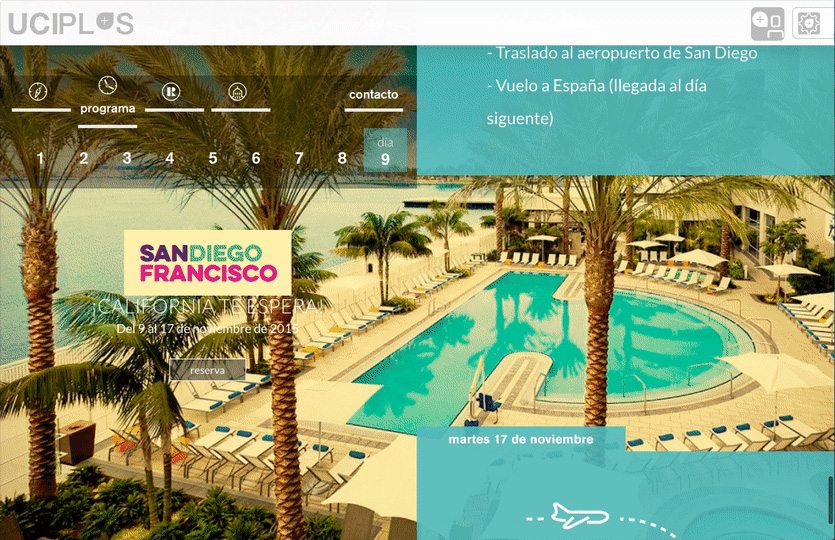 UCIPLUS
- Traslado al aeropuerto de San Diego
- Vuelo a España (llegada al día
siguente)
programa
contacto
1 2 3 4 5 6 7 8 día 9
SANDIEGO
FRANCISCO
¡CALIFORNIA TE ESPERA!
Del 9 al 17 de noviembre de 2015
reserva
martes 17 de noviembre